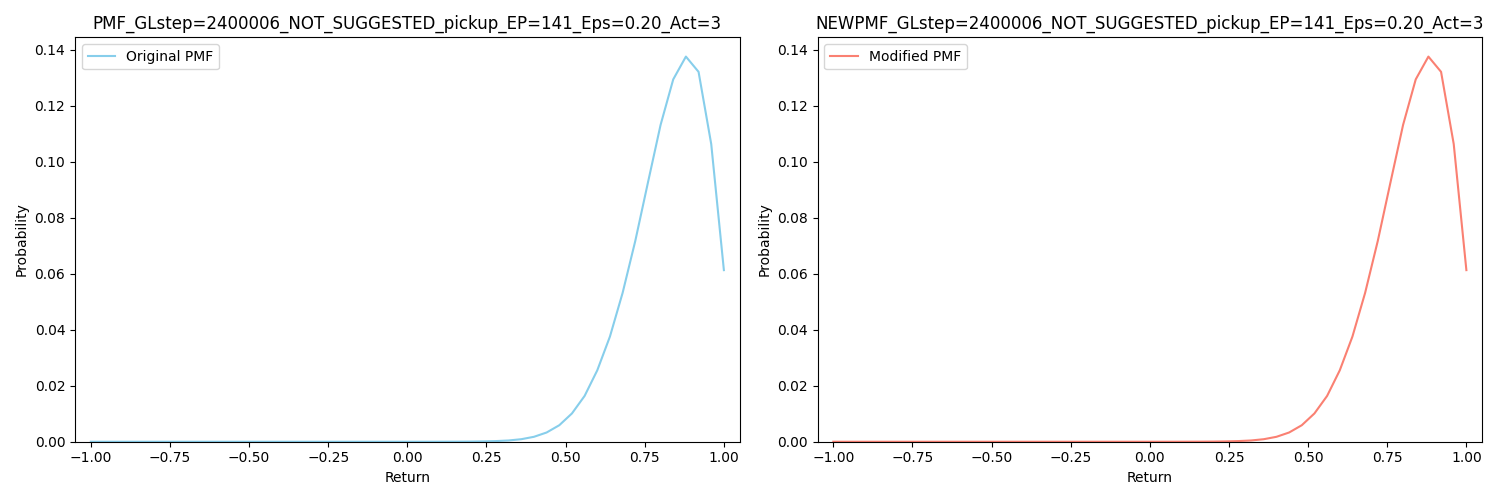 PMF_GLstep=2400006_NOT_SUGGESTED_pickup_EP=141_Eps=0.20_Act=3
Original PMF
0.14
0.12
0.10
0.08
0.06
0.04
0.02
0.00
Probability
−1.00 −0.75 −0.50 −0.25 0.00 0.25 0.50 0.75 1.00
Return
NEWPMF_GLstep=2400006_NOT_SUGGESTED_pickup_EP=141_Eps=0.20_Act=3
Modified PMF
0.14
0.12
0.10
0.08
0.06
0.04
0.02
0.00
Probability
−1.00 −0.75 −0.50 −0.25 0.00 0.25 0.50 0.75 1.00
Return